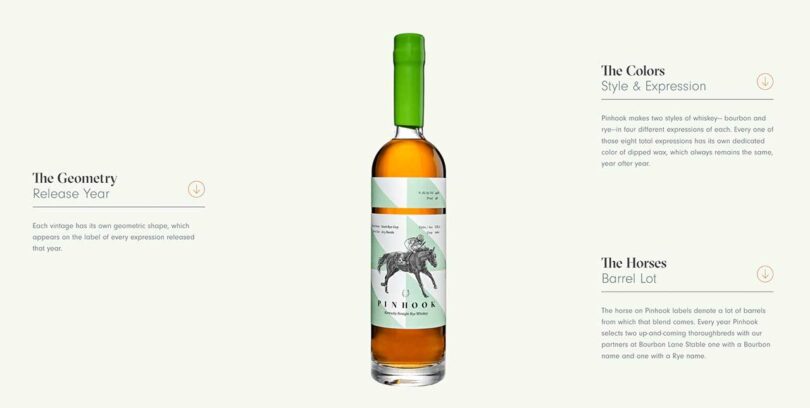 The Geometry
Release Year
Each vintage has its own geometric shape, which
appears on the label of every expression released
that year.
PINHOOK
Kentucky Straight Rye Whiskey
The Colors
Style & Expression
Pinhook makes two styles of whiskey-- bourbon and
rye--in four different expressions of each. Every one of
those eight total expressions has its own dedicated
color of dipped wax, which always remains the same,
year after year.
The Horses
Barrel Lot
The horse on Pinhook labels denote a lot of barrels
from which that blend comes. Every year Pinhook
selects two up-and-coming thoroughbreds with our
partners at Bourbon Lane Stable one with a Bourbon
name and one with a Rye name.